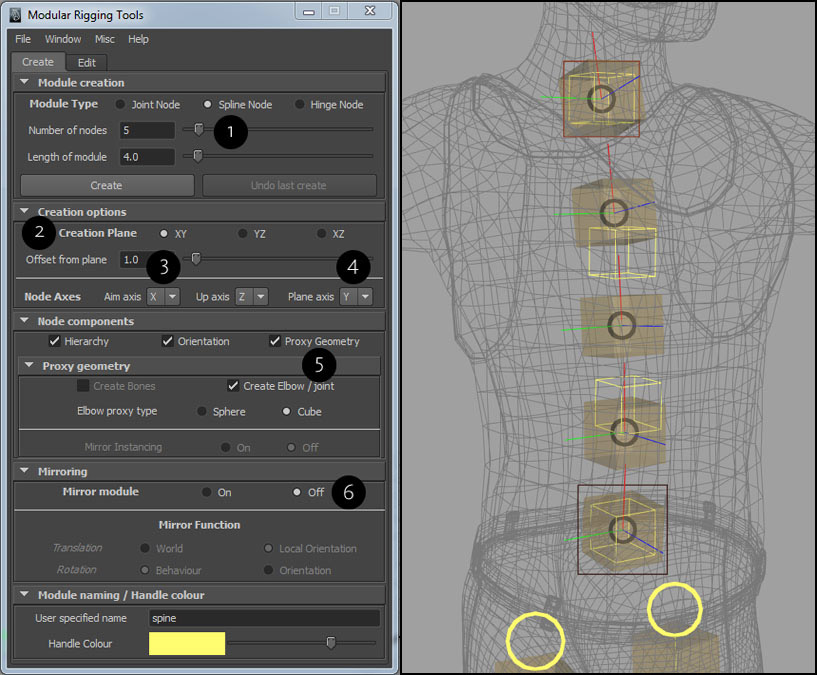 Modular Rigging Tools
File Window Misc Help
Create Edit
Module creation
Module Type Joint Node Spline Node Hinge Node
Number of nodes 5 1
Length of module 4.0
Create Undo last create
Creation options
2 Creation Plane XY YZ XZ
Offset from plane 1.0 3 4
Node Axes Aim axis X Up axis Z Plane axis Y
Node components
Hierarchy Orientation Proxy Geometry
Proxy geometry 5
Create Bones Create Elbow / joint
Elbow proxy type Sphere Cube
Mirror Instancing On Off
Mirroring
Mirror module On Off 6
Mirror Function
Translation World Local Orientation
Rotation Behaviour Orientation
Module naming / Handle colour
User specified name spine
Handle Colour